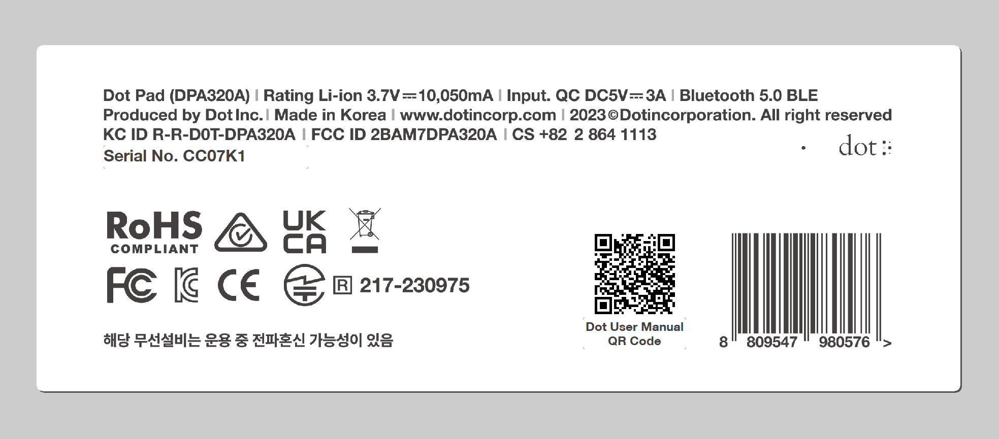 Dot Pad (DPA320A) | Rating Li-ion 3.7V⎓10,050mA | Input. QC DC5V⎓3A | Bluetooth 5.0 BLE
Produced by Dot Inc. | Made in Korea | www.dotincorp.com | 2023©Dotincorporation. All right reserved
KC ID R-R-D0T-DPA320A | FCC ID 2BAM7DPA320A | CS +82 2 864 1113
Serial No. CC07K1
dot
RoHS
COMPLIANT
UK
CA
FC KC CE R 217-230975
해당 무선설비는 운용 중 전파혼신 가능성이 있음
Dot User Manual
QR Code
8 809547 980576 >